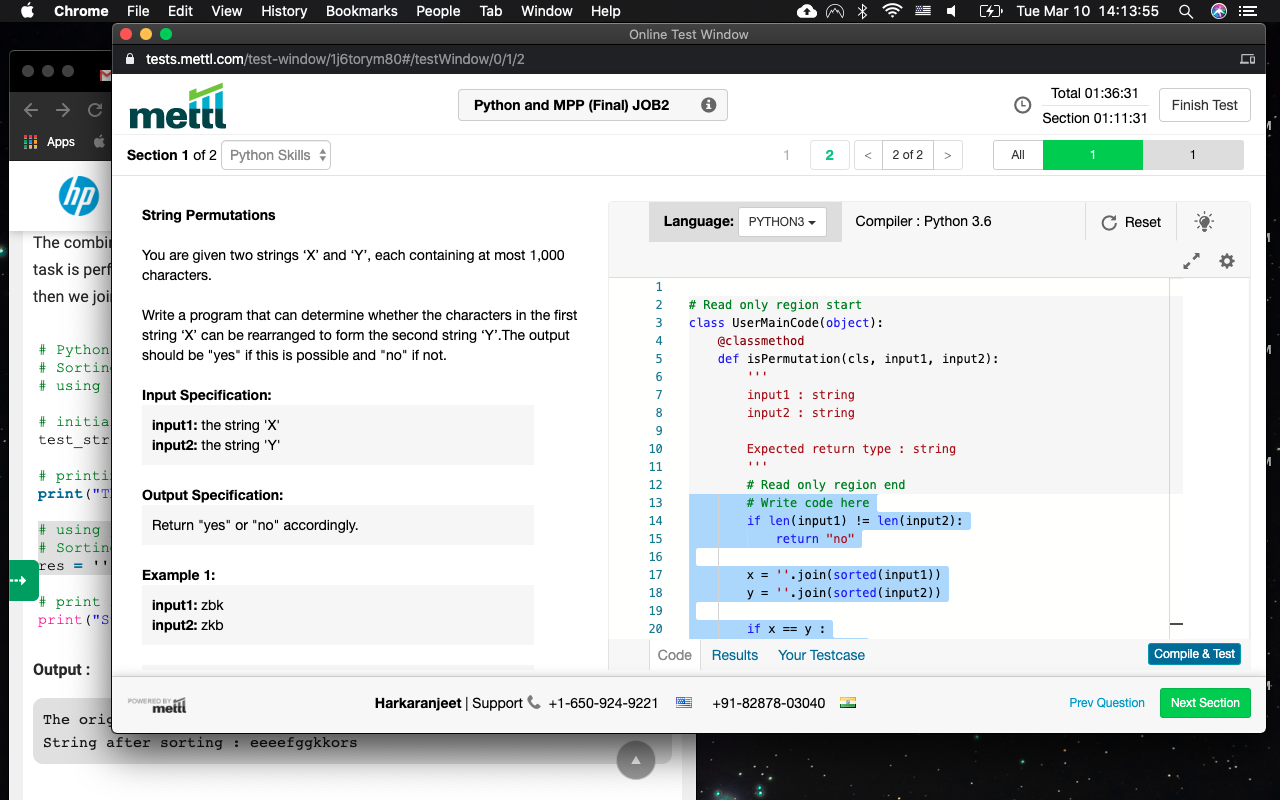 Chrome File Edit View History Bookmarks People Tab Window Help Tue Mar 10 14:13:55
Online Test Window
tests.mettl.com/test-window/1j6torym80#/testWindow/0/1/2
mettl
Python and MPP (Final) JOB2
Total 01:36:31
Section 01:11:31
Finish Test
Apps
Section 1 of 2 Python Skills
1 2 < 2 of 2 > All 1 1
hp
The combi
task is perf
then we joi
# Python
# Sortin
# using
# initia
test_str
# printi
print("T
# using
# Sortin
res = ''
# print
print("S
Output :
The orig
String after sorting : eeeefggkkors
String Permutations
You are given two strings ‘X’ and ‘Y’, each containing at most 1,000
characters.
Write a program that can determine whether the characters in the first
string ‘X’ can be rearranged to form the second string ‘Y’.The output
should be "yes" if this is possible and "no" if not.
Input Specification:
input1: the string 'X'
input2: the string 'Y'
Output Specification:
Return "yes" or "no" accordingly.
Example 1:
input1: zbk
input2: zkb
Language: PYTHON3 Compiler : Python 3.6 Reset
1
2 # Read only region start
3 class UserMainCode(object):
4 @classmethod
5 def isPermutation(cls, input1, input2):
6 '''
7 input1 : string
8 input2 : string
9
10 Expected return type : string
11 '''
12 # Read only region end
13 # Write code here
14 if len(input1) != len(input2):
15 return "no"
16
17 x = ''.join(sorted(input1))
18 y = ''.join(sorted(input2))
19
20 if x == y :
Code Results Your Testcase Compile & Test
POWERED BY mettl
Harkaranjeet | Support +1-650-924-9221 +91-82878-03040
Prev Question Next Section